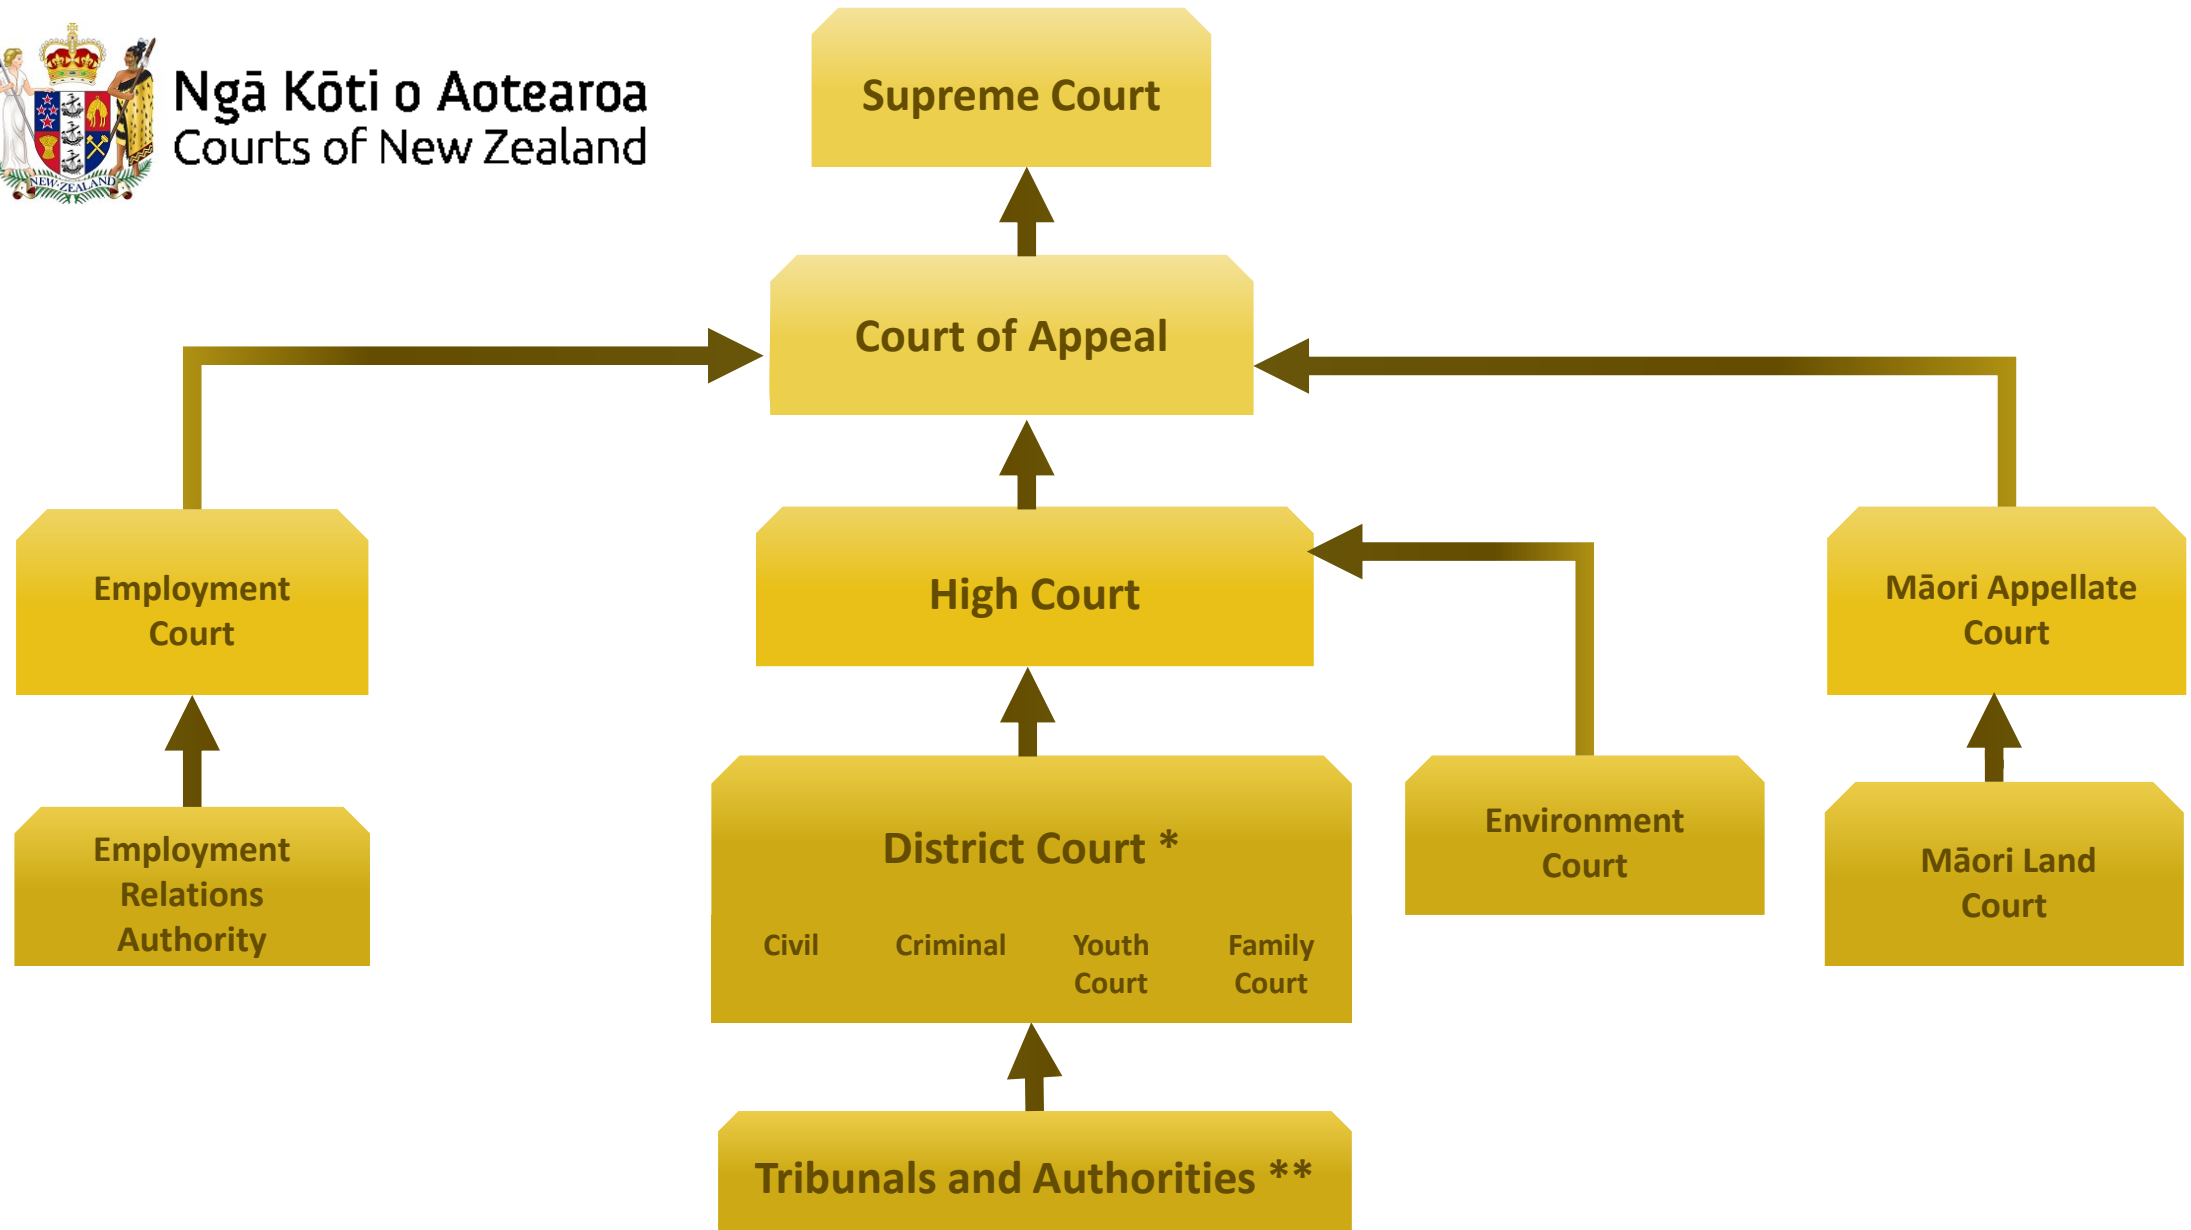 Ngā Kōti o Aotearoa
Courts of New Zealand
NEW-ZEALAND
Supreme Court
Court of Appeal
Employment
Court
High Court
Māori Appellate
Court
Employment
Relations
Authority
District Court *
Civil Criminal Youth Family
Court Court
Environment
Court
Māori Land
Court
Tribunals and Authorities **